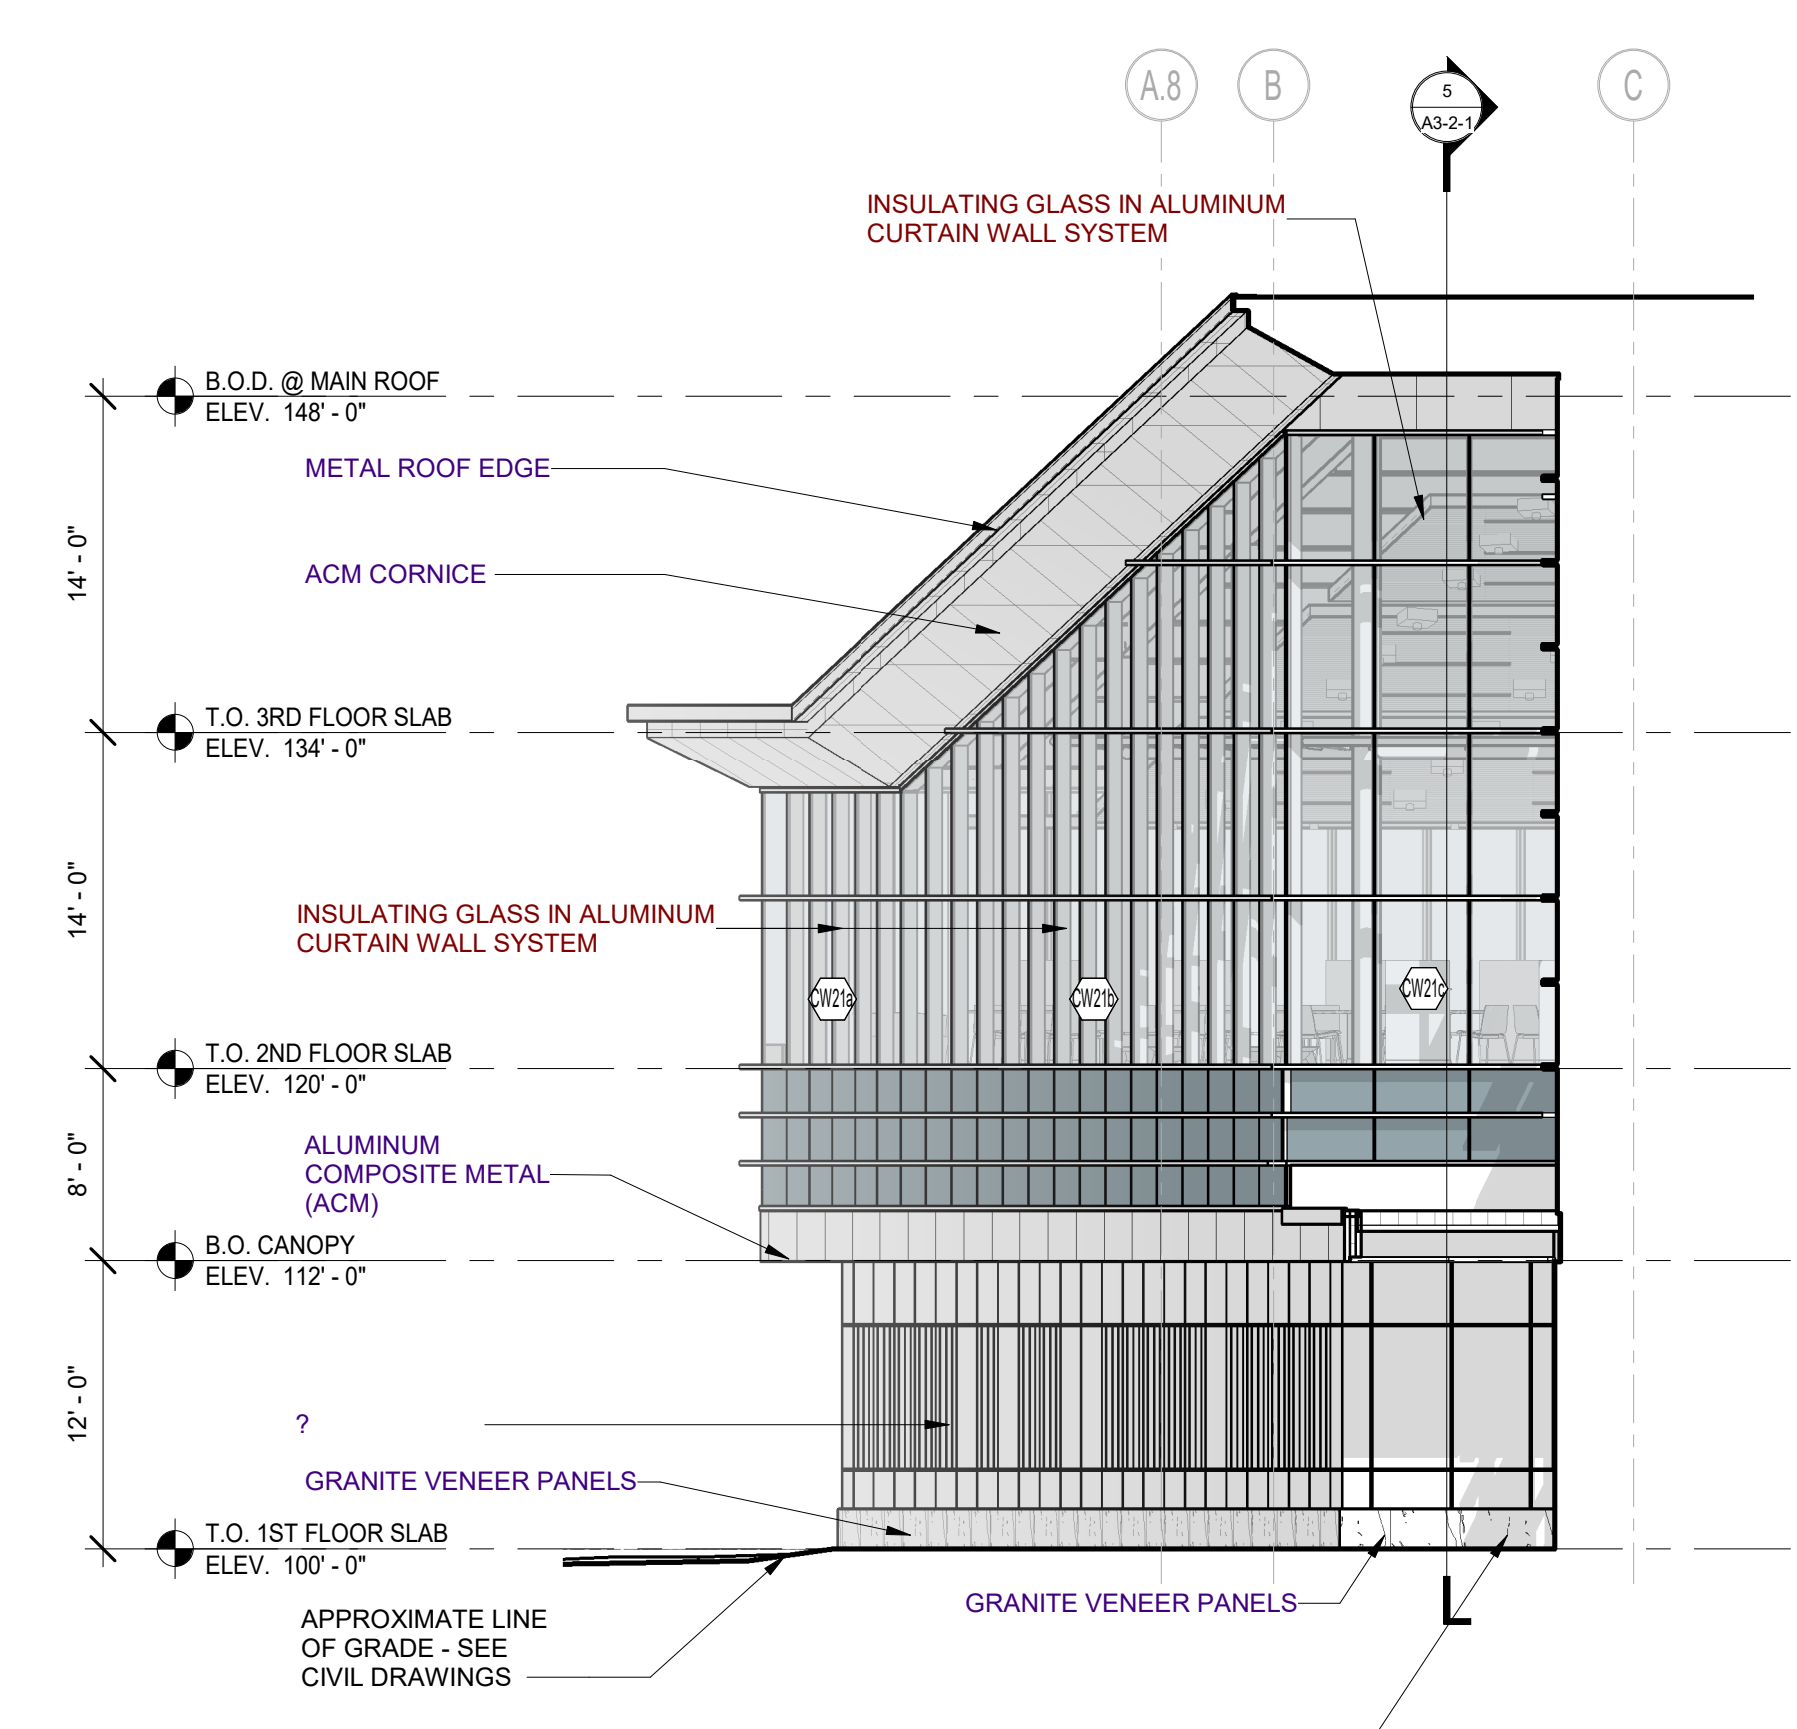 A.8
B
5
A3-2-1
C
INSULATING GLASS IN ALUMINUM
CURTAIN WALL SYSTEM
B.O.D. @ MAIN ROOF
ELEV. 148' - 0"
METAL ROOF EDGE
14' - 0"
ACM CORNICE
T.O. 3RD FLOOR SLAB
ELEV. 134' - 0"
14' - 0"
INSULATING GLASS IN ALUMINUM
CURTAIN WALL SYSTEM
CW21a
CW21b
CW21c
T.O. 2ND FLOOR SLAB
ELEV. 120' - 0"
8' - 0"
ALUMINUM
COMPOSITE METAL
(ACM)
B.O. CANOPY
ELEV. 112' - 0"
12' - 0"
?
GRANITE VENEER PANELS
T.O. 1ST FLOOR SLAB
ELEV. 100' - 0"
GRANITE VENEER PANELS
APPROXIMATE LINE
OF GRADE - SEE
CIVIL DRAWINGS